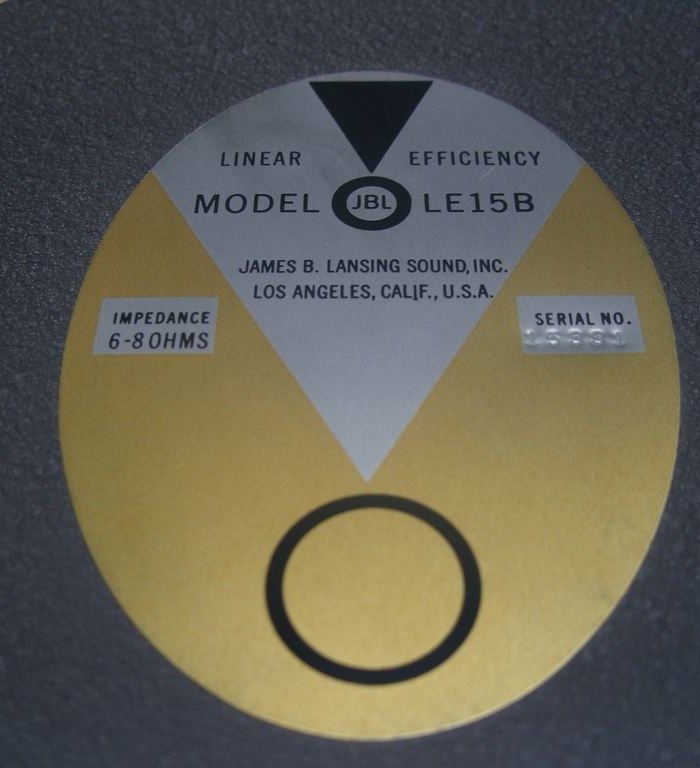 LINEAR EFFICIENCY
MODEL JBL LE15B
JAMES B. LANSING SOUND, INC.
LOS ANGELES, CALIF., U.S.A.
IMPEDANCE
6-8 OHMS
SERIAL NO.